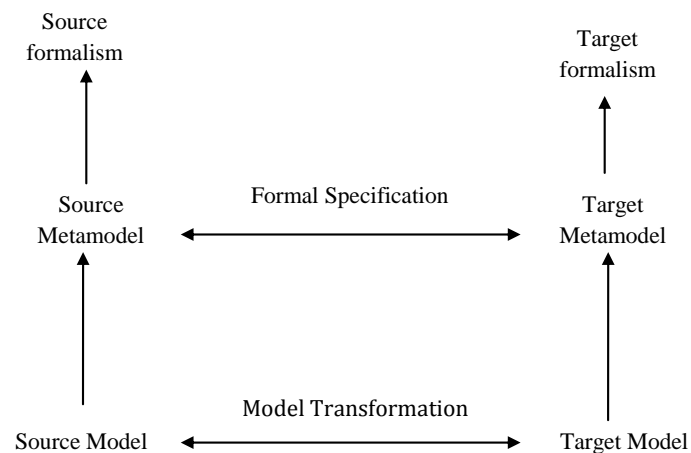 Source
formalism
Target
formalism
Formal Specification
Source
Metamodel
Target
Metamodel
Model Transformation
Source Model
Target Model